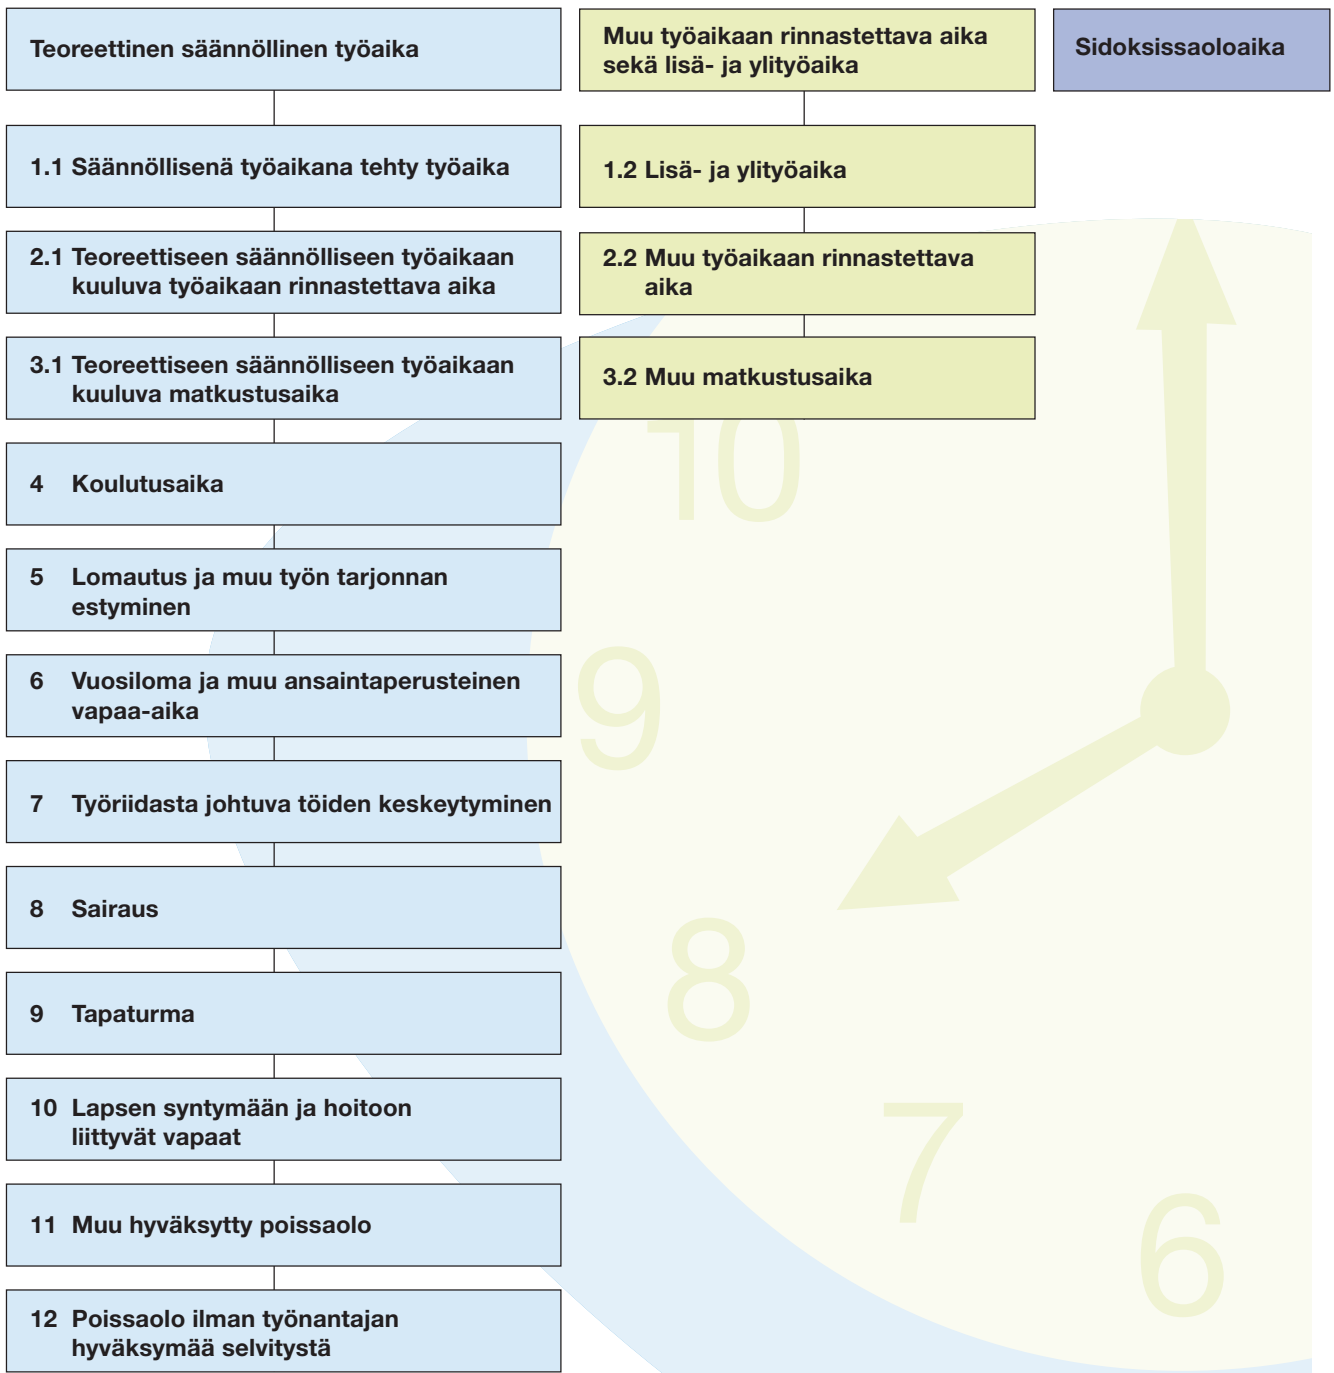 Teoreettinen säännöllinen työaika
1.1 Säännöllisenä työaikana tehty työaika
2.1 Teoreettiseen säännölliseen työaikaan
kuuluva työaikaan rinnastettava aika
3.1 Teoreettiseen säännölliseen työaikaan
kuuluva matkustusaika
4 Koulutusaika
5 Lomautus ja muu työn tarjonnan
estyminen
6 Vuosiloma ja muu ansaintaperusteinen
vapaa-aika
7 Työriidasta johtuva töiden keskeytyminen
8 Sairaus
9 Tapaturma
10 Lapsen syntymään ja hoitoon
liittyvät vapaat
11 Muu hyväksytty poissaolo
12 Poissaolo ilman työnantajan
hyväksymää selvitystä
Muu työaikaan rinnastettava aika
sekä lisä- ja ylityöaika
1.2 Lisä- ja ylityöaika
2.2 Muu työaikaan rinnastettava
aika
3.2 Muu matkustusaika
Sidoksissaoloaika
10
9
8
7
6